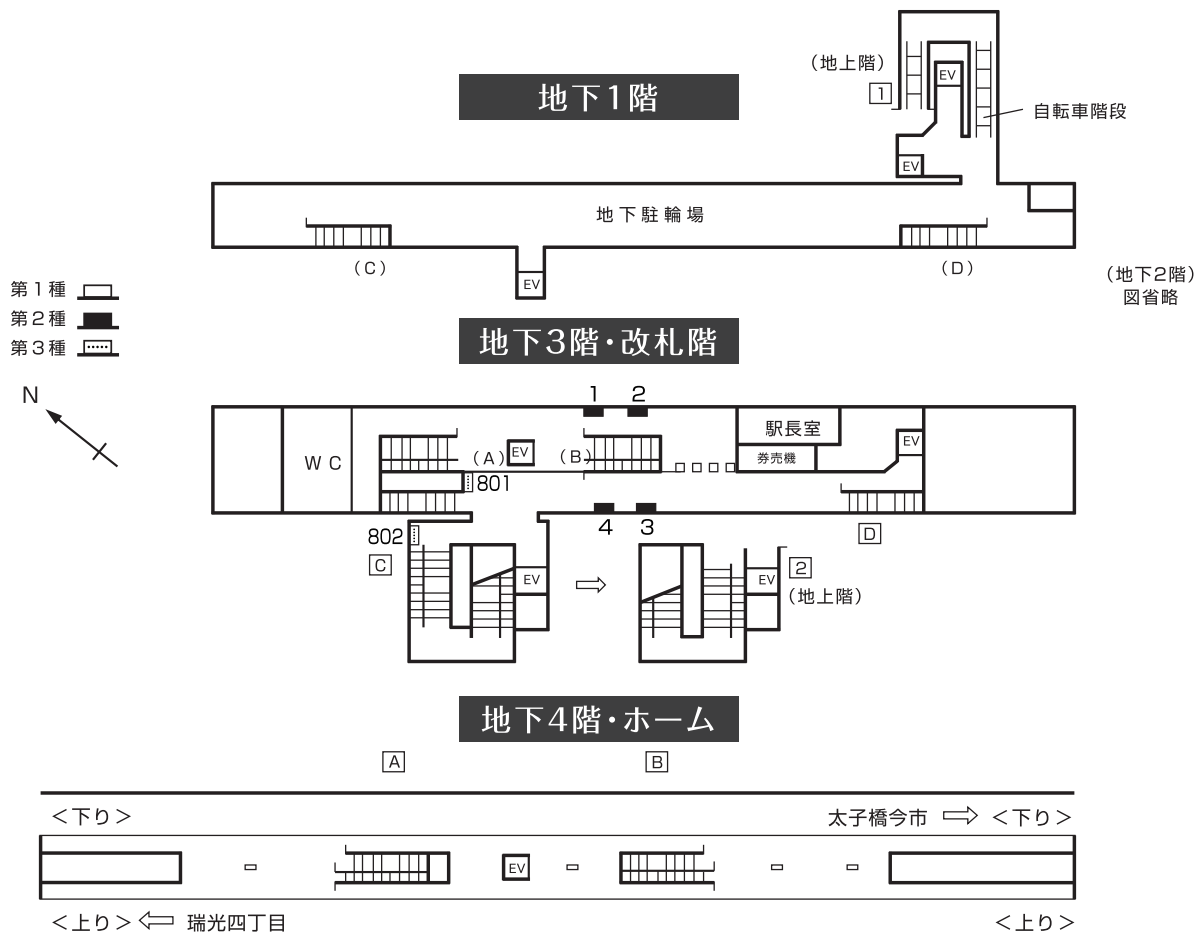 地下1階
(地上階)
1
EV
自転車階段
EV
地下駐輪場
(C)
EV
(D)
(地下2階)
図省略
第1種
第2種
第3種
N
地下3階・改札階
1 2
WC
(A)
EV
(B)
駅長室
券売機
EV
801
802
4 3
C
D
EV
EV
2
(地上階)
地下4階・ホーム
A B
<下り> 太子橋今市 ⇨ <下り>
EV
<上り> ⇦ 瑞光四丁目 <上り>